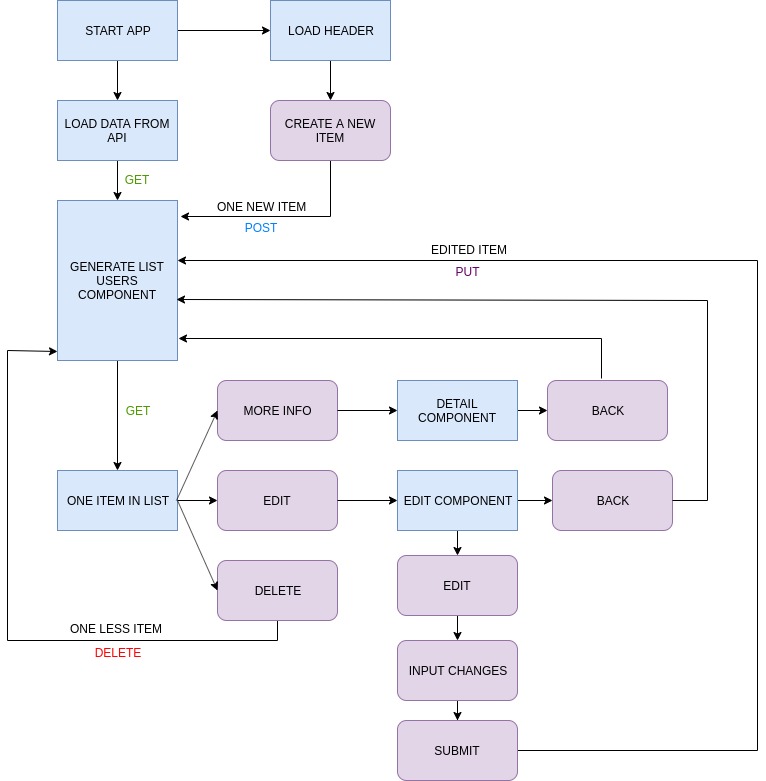 START APP
LOAD HEADER
LOAD DATA FROM
API
CREATE A NEW
ITEM
GET
ONE NEW ITEM
POST
EDITED ITEM
PUT
GENERATE LIST
USERS
COMPONENT
GET
MORE INFO
DETAIL
COMPONENT
BACK
ONE ITEM IN LIST
EDIT
EDIT COMPONENT
BACK
DELETE
EDIT
ONE LESS ITEM
DELETE
INPUT CHANGES
SUBMIT